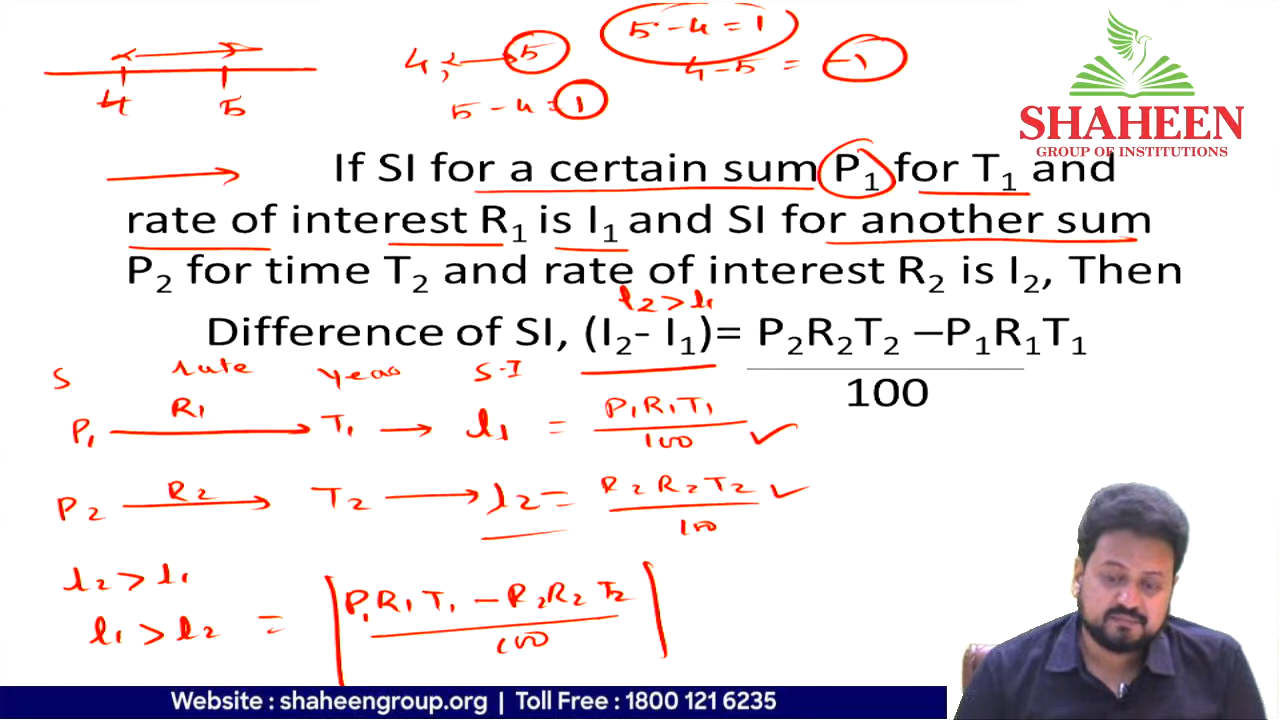 5 - 4 = 1
4 ; 5
4 - 5 = -1
4 5
5 - 4 = 1
SHAHEEN
GROUP OF INSTITUTIONS
If SI for a certain sum P₁ for T₁ and
rate of interest R₁ is I₁ and SI for another sum
P₂ for time T₂ and rate of interest R₂ is I₂, Then
I₂ > I₁
Difference of SI, (I₂- I₁)= P₂R₂T₂ –P₁R₁T₁
100
S rate years S-I
P₁ R₁ T₁ → I₁ = P₁R₁T₁
100
P₂ R₂ T₂ → I₂ = P₂R₂T₂
100
I₂ > I₁
I₁ > I₂ = | P₁R₁T₁ - P₂R₂T₂ |
100
Website : shaheengroup.org | Toll Free : 1800 121 6235